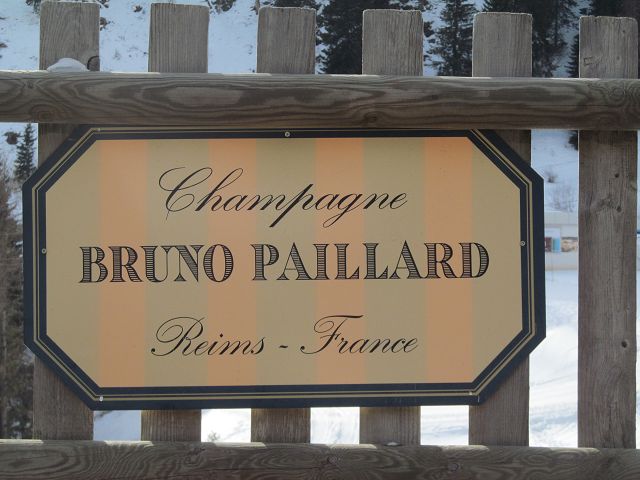 Champagne
BRUNO PAILLARD
Reims - France